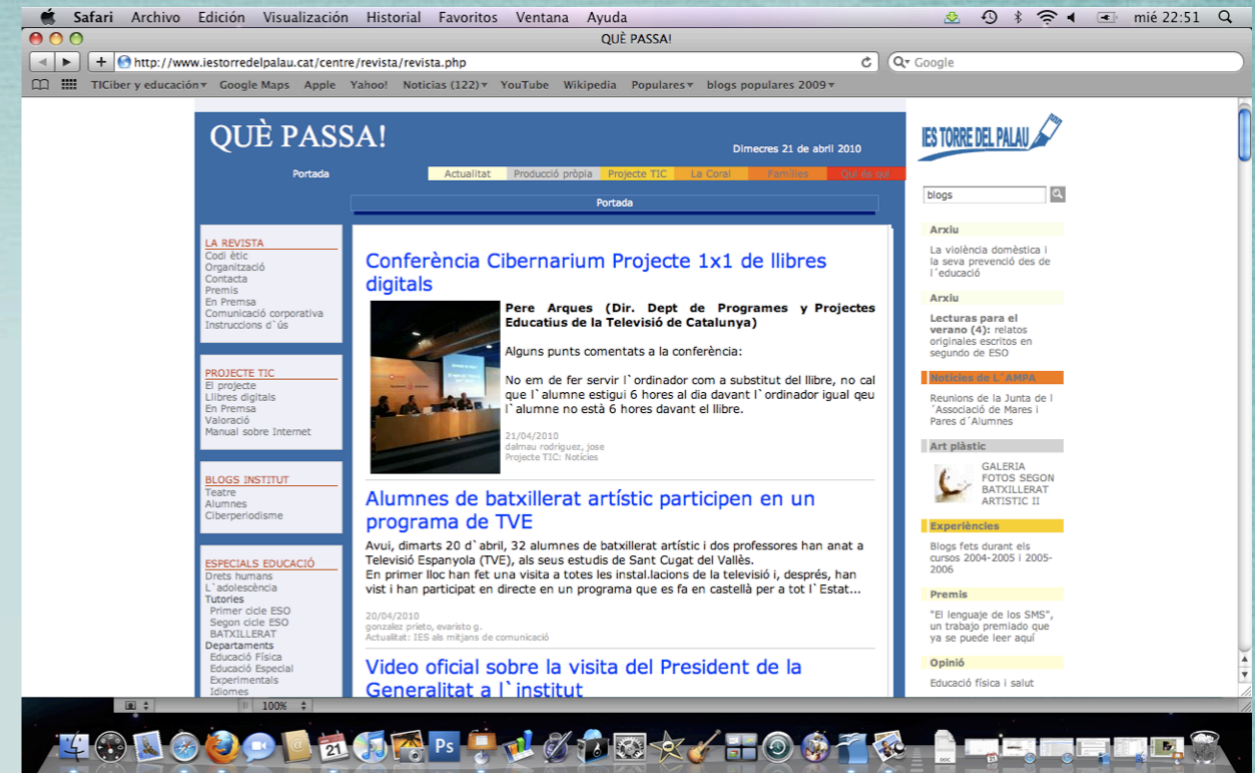 Safari Archivo Edición Visualización Historial Favoritos Ventana Ayuda mié 22:51
QUÈ PASSA!
http://www.iestorredelpalau.cat/centre/revista/revista.php
Google
TICiber y educación Google Maps Apple Yahoo! Noticias (122) YouTube Wikipedia Populares blogs populares 2009
QUÈ PASSA!
Dimecres 21 de abril 2010
Portada
Actualitat Producció pròpia Projecte TIC La Coral Famílies Qui és qui
Portada
LA REVISTA
Codi ètic
Organització
Contacta
Premis
En Premsa
Comunicació corporativa
Instruccions d`ús
PROJECTE TIC
El projecte
Llibres digitals
En Premsa
Valoració
Manual sobre Internet
BLOGS INSTITUT
Teatre
Alumnes
Ciberperiodisme
ESPECIALS EDUCACIÓ
Drets humans
L`adolescència
Tutories
Primer cicle ESO
Segon cicle ESO
BATXILLERAT
Departaments
Educació Física
Educació Especial
Experimentals
Idiomes
Conferència Cibernarium Projecte 1x1 de llibres
digitals
Pere Arques (Dir. Dept de Programes y Projectes
Educatius de la Televisió de Catalunya)
Alguns punts comentats a la conferència:
No em de fer servir l`ordinador com a substitut del llibre, no cal
que l`alumne estigui 6 hores al dia davant l`ordinador igual qeu
l`alumne no està 6 hores davant el llibre.
21/04/2010
dalmau rodriguez, jose
Projecte TIC: Notícies
Alumnes de batxillerat artístic participen en un
programa de TVE
Avui, dimarts 20 d`abril, 32 alumnes de batxillerat artístic i dos professores han anat a
Televisió Espanyola (TVE), als seus estudis de Sant Cugat del Vallès.
En primer lloc han fet una visita a totes les instal.lacions de la televisió i, després, han
vist i han participat en directe en un programa que es fa en castellà per a tot l`Estat...
20/04/2010
gonzalez prieto, evaristo g.
Actualitat: IES als mitjans de comunicació
Video oficial sobre la visita del President de la
Generalitat a l`institut
IES TORRE DEL PALAU
blogs
Arxiu
La violència domèstica i
la seva prevenció des de
l´educació
Arxiu
Lecturas para el
verano (4): relatos
originales escritos en
segundo de ESO
Notícies de L´AMPA
Reunions de la Junta de l
´Associació de Mares i
Pares d´Alumnes
Art plàstic
GALERIA
FOTOS SEGON
BATXILLERAT
ARTISTIC II
Experiències
Blogs fets durant els
cursos 2004-2005 i 2005-
2006
Premis
"El lenguaje de los SMS",
un trabajo premiado que
ya se puede leer aquí
Opinió
Educació física i salut
100%
21
Ps